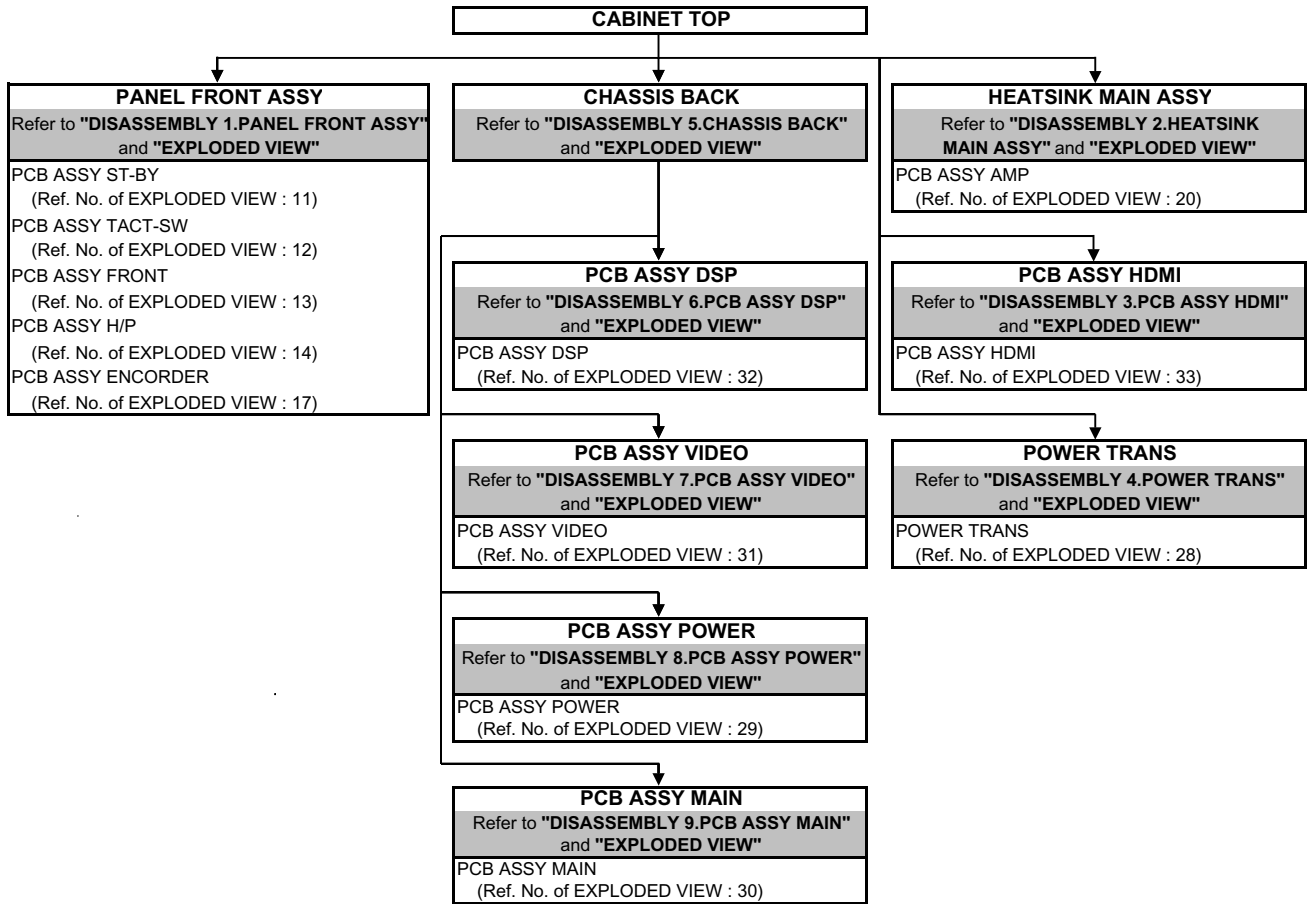 CABINET TOP
PANEL FRONT ASSY
Refer to "DISASSEMBLY 1.PANEL FRONT ASSY"
and "EXPLODED VIEW"
PCB ASSY ST-BY
(Ref. No. of EXPLODED VIEW : 11)
PCB ASSY TACT-SW
(Ref. No. of EXPLODED VIEW : 12)
PCB ASSY FRONT
(Ref. No. of EXPLODED VIEW : 13)
PCB ASSY H/P
(Ref. No. of EXPLODED VIEW : 14)
PCB ASSY ENCORDER
(Ref. No. of EXPLODED VIEW : 17)
CHASSIS BACK
Refer to "DISASSEMBLY 5.CHASSIS BACK"
and "EXPLODED VIEW"
PCB ASSY DSP
Refer to "DISASSEMBLY 6.PCB ASSY DSP"
and "EXPLODED VIEW"
PCB ASSY DSP
(Ref. No. of EXPLODED VIEW : 32)
PCB ASSY VIDEO
Refer to "DISASSEMBLY 7.PCB ASSY VIDEO"
and "EXPLODED VIEW"
PCB ASSY VIDEO
(Ref. No. of EXPLODED VIEW : 31)
PCB ASSY POWER
Refer to "DISASSEMBLY 8.PCB ASSY POWER"
and "EXPLODED VIEW"
PCB ASSY POWER
(Ref. No. of EXPLODED VIEW : 29)
PCB ASSY MAIN
Refer to "DISASSEMBLY 9.PCB ASSY MAIN"
and "EXPLODED VIEW"
PCB ASSY MAIN
(Ref. No. of EXPLODED VIEW : 30)
HEATSINK MAIN ASSY
Refer to "DISASSEMBLY 2.HEATSINK
MAIN ASSY" and "EXPLODED VIEW"
PCB ASSY AMP
(Ref. No. of EXPLODED VIEW : 20)
PCB ASSY HDMI
Refer to "DISASSEMBLY 3.PCB ASSY HDMI"
and "EXPLODED VIEW"
PCB ASSY HDMI
(Ref. No. of EXPLODED VIEW : 33)
POWER TRANS
Refer to "DISASSEMBLY 4.POWER TRANS"
and "EXPLODED VIEW"
POWER TRANS
(Ref. No. of EXPLODED VIEW : 28)